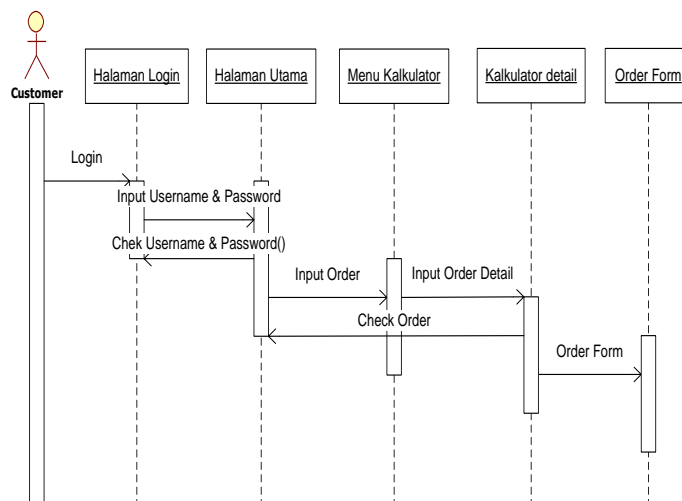 Customer
Halaman Login
Halaman Utama
Menu Kalkulator
Kalkulator detail
Order Form
Login
Input Username & Password
Chek Username & Password()
Input Order
Input Order Detail
Check Order
Order Form